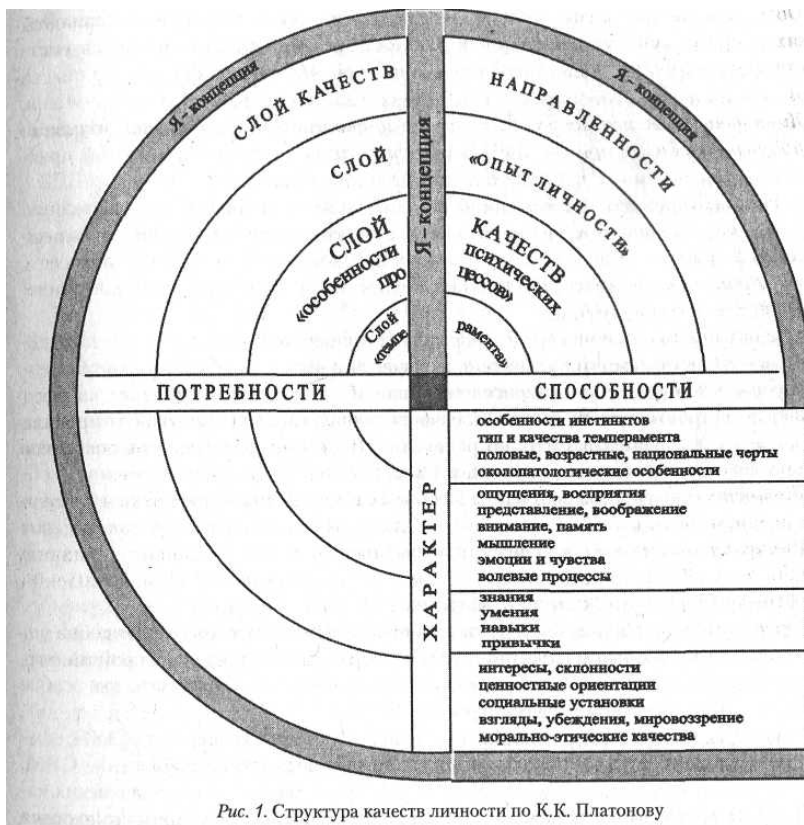 Я - концепция
Я - концепция
Я - концепция
СЛОЙ КАЧЕСТВ
НАПРАВЛЕННОСТИ
СЛОЙ
«ОПЫТ ЛИЧНОСТИ»
СЛОЙ
КАЧЕСТВ
«особенности
психических
про
цессов»
Слой
«темпе
рамента»
ПОТРЕБНОСТИ
СПОСОБНОСТИ
ХАРАКТЕР
особенности инстинктов
тип и качества темперамента
половые, возрастные, национальные черты
околопатологические особенности
ощущения, восприятия
представление, воображение
внимание, память
мышление
эмоции и чувства
волевые процессы
знания
умения
навыки
привычки
интересы, склонности
ценностные ориентации
социальные установки
взгляды, убеждения, мировоззрение
морально-этические качества
Рис. 1. Структура качеств личности по К.К. Платонову